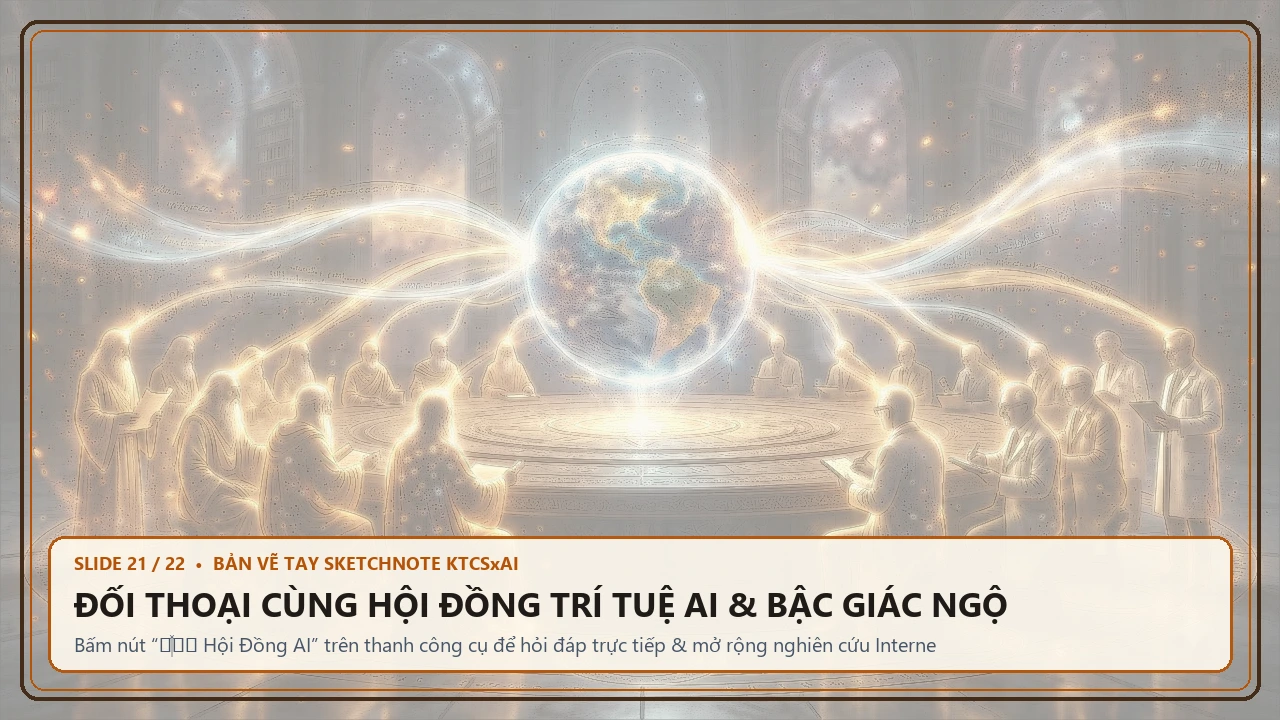 SLIDE 21 / 22 • BẢN VẼ TAY SKETCHNOTE KTCSxAI
ĐỐI THOẠI CÙNG HỘI ĐỒNG TRÍ TUỆ AI & BẬC GIÁC NGỘ
Bấm nút “ Hội Đồng AI” trên thanh công cụ để hỏi đáp trực tiếp & mở rộng nghiên cứu Interne